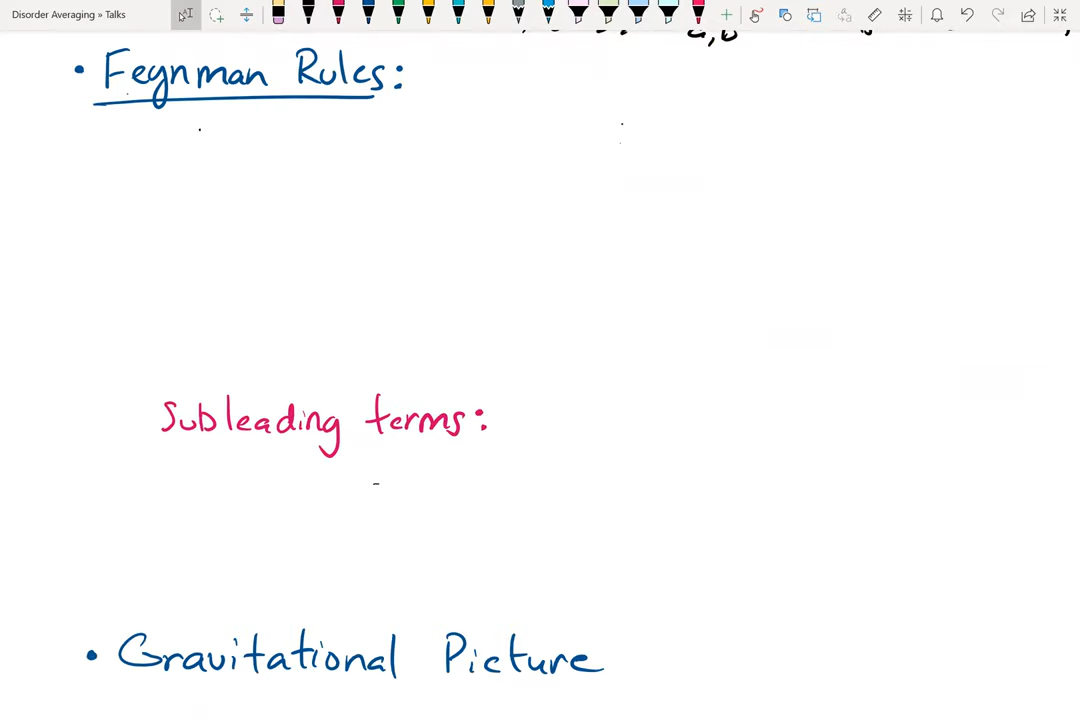 Disorder Averaging » Talks
a,b
• Feynman Rules:
Subleading terms:
• Gravitational Picture